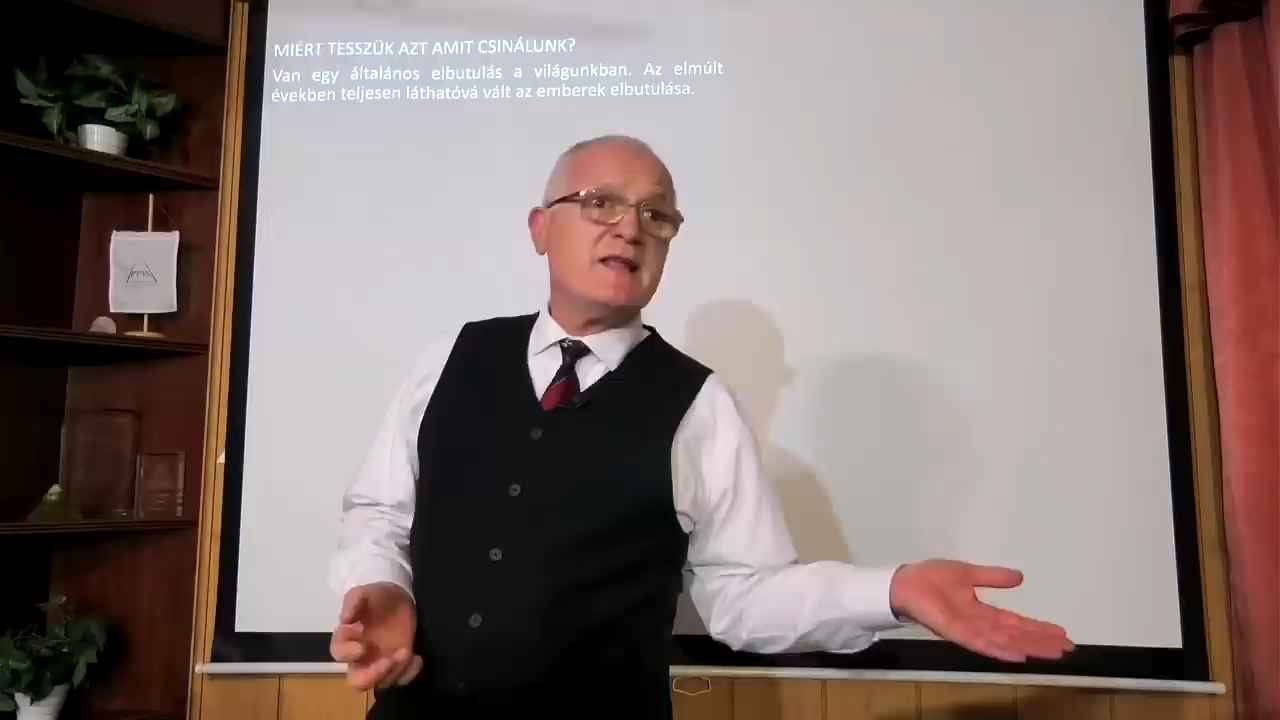 MIÉRT TESSZÜK AZT AMIT CSINÁLUNK?
Van egy általános elbutulás a világunkban. Az elmúlt
években teljesen láthatóvá vált az emberek elbutulása.